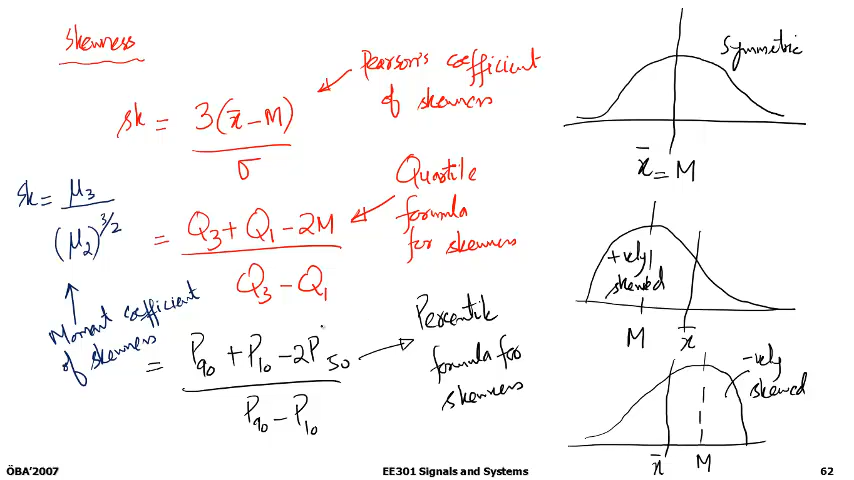 Skewness
sk = 3(x̄ - M) / σ
Pearson's coefficient
of skewness
sk = μ₃ / (μ₂)^3/2
Moment coefficient
of skewness
= Q₃ + Q₁ - 2M / Q₃ - Q₁
Quartile
formula
for skewness
= P₉₀ + P₁₀ - 2P₅₀ / P₉₀ - P₁₀
Percentile
formula for
skewness
Symmetric
x̄ = M
+vely
skewed
M x̄
-vely
skewed
x̄ M
ÖBA'2007 EE301 Signals and Systems 62